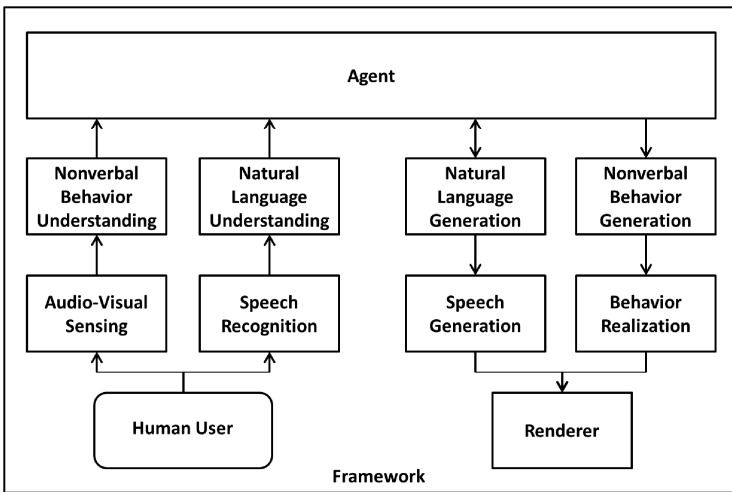 Agent
Nonverbal
Behavior
Understanding
Natural
Language
Understanding
Natural
Language
Generation
Nonverbal
Behavior
Generation
Audio-Visual
Sensing
Speech
Recognition
Speech
Generation
Behavior
Realization
Human User
Renderer
Framework